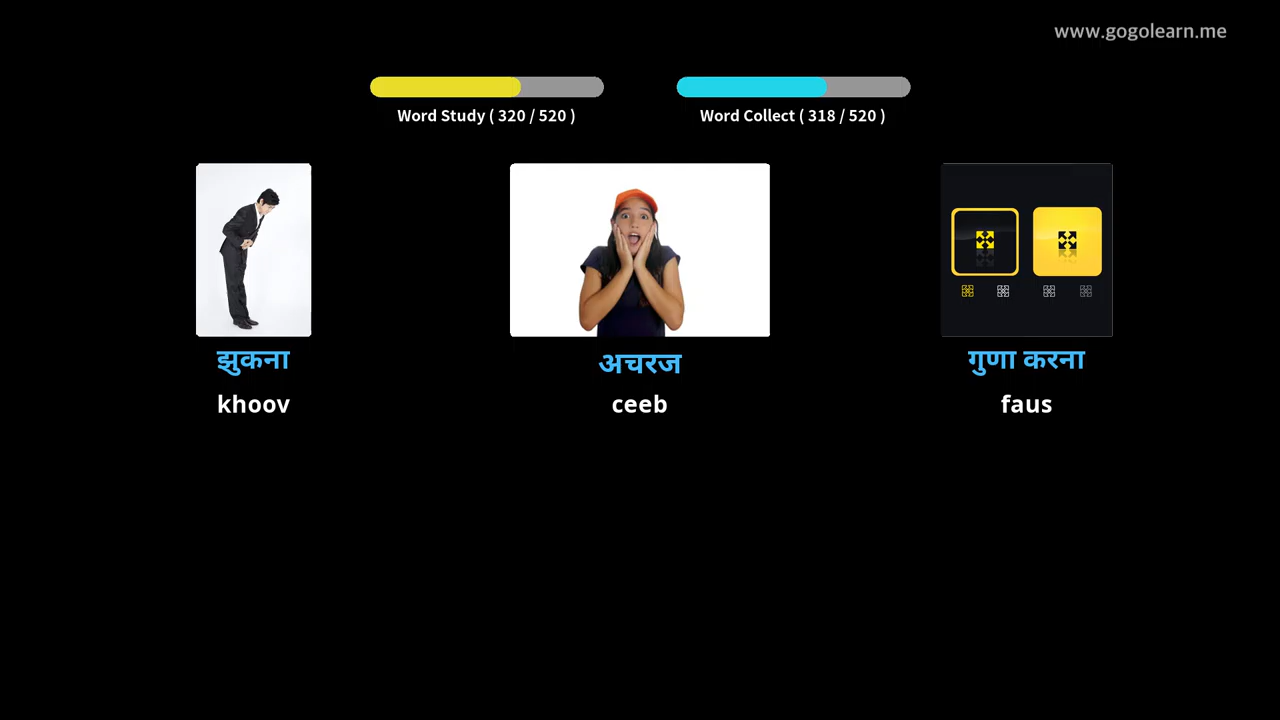 www.gogolearn.me
Word Study ( 320 / 520 )
Word Collect ( 318 / 520 )
झुकना
अचरज
गुणा करना
khoov
ceeb
faus